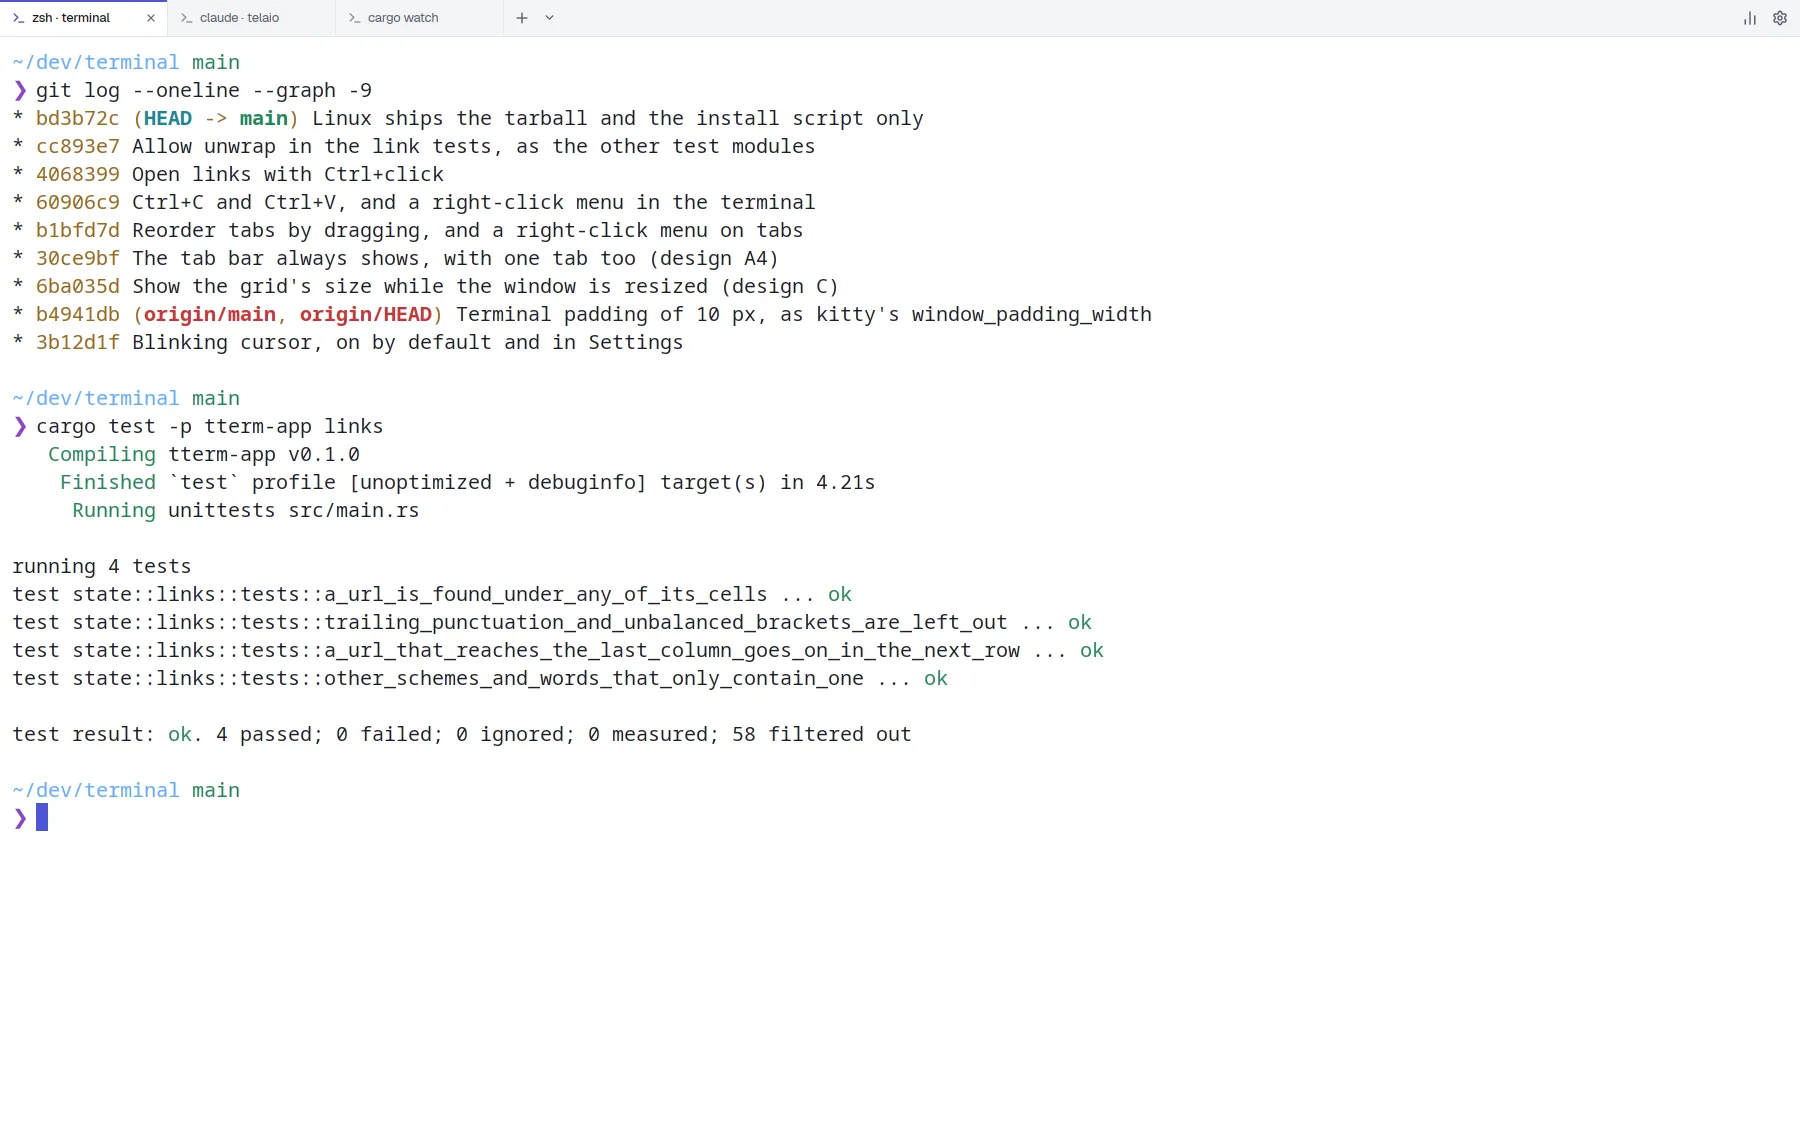 zsh · terminal
claude · telaio
cargo watch
~/dev/terminal main
❯ git log --oneline --graph -9
* bd3b72c (HEAD -> main) Linux ships the tarball and the install script only
* cc893e7 Allow unwrap in the link tests, as the other test modules
* 4068399 Open links with Ctrl+click
* 60906c9 Ctrl+C and Ctrl+V, and a right-click menu in the terminal
* b1bfd7d Reorder tabs by dragging, and a right-click menu on tabs
* 30ce9bf The tab bar always shows, with one tab too (design A4)
* 6ba035d Show the grid's size while the window is resized (design C)
* b4941db (origin/main, origin/HEAD) Terminal padding of 10 px, as kitty's window_padding_width
* 3b12d1f Blinking cursor, on by default and in Settings
~/dev/terminal main
❯ cargo test -p tterm-app links
   Compiling tterm-app v0.1.0
    Finished `test` profile [unoptimized + debuginfo] target(s) in 4.21s
     Running unittests src/main.rs
running 4 tests
test state::links::tests::a_url_is_found_under_any_of_its_cells ... ok
test state::links::tests::trailing_punctuation_and_unbalanced_brackets_are_left_out ... ok
test state::links::tests::a_url_that_reaches_the_last_column_goes_on_in_the_next_row ... ok
test state::links::tests::other_schemes_and_words_that_only_contain_one ... ok
test result: ok. 4 passed; 0 failed; 0 ignored; 0 measured; 58 filtered out
~/dev/terminal main
❯